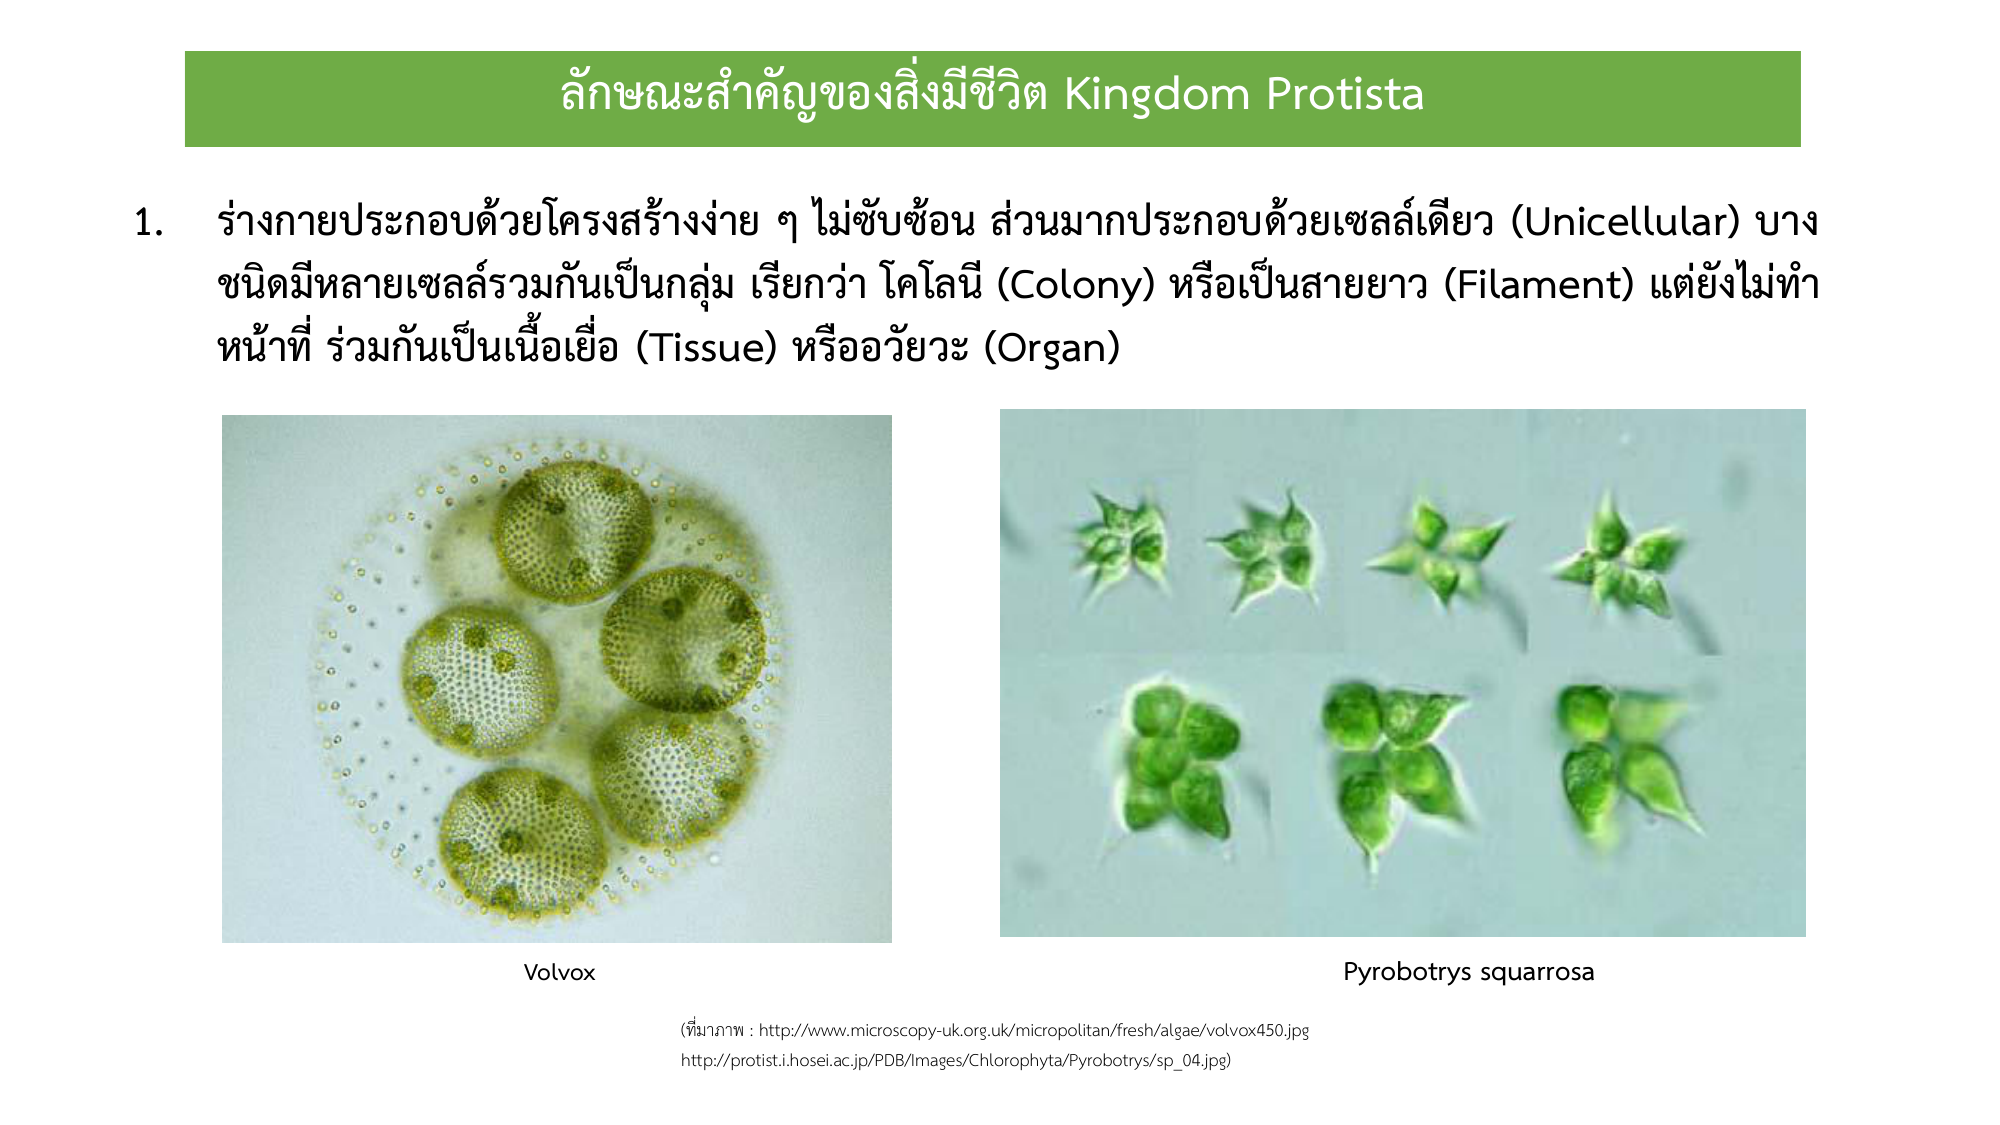 ลักษณะสำคัญของสิ่งมีชีวิต Kingdom Protista
1. ร่างกายประกอบด้วยโครงสร้างง่าย ๆ ไม่ซับซ้อน ส่วนมากประกอบด้วยเซลล์เดียว (Unicellular) บาง
ชนิดมีหลายเซลล์รวมกันเป็นกลุ่ม เรียกว่า โคโลนี (Colony) หรือเป็นสายยาว (Filament) แต่ยังไม่ทำ
หน้าที่ ร่วมกันเป็นเนื้อเยื่อ (Tissue) หรืออวัยวะ (Organ)
Volvox
Pyrobotrys squarrosa
(ที่มาภาพ : http://www.microscopy-uk.org.uk/micropolitan/fresh/algae/volvox450.jpg
http://protist.i.hosei.ac.jp/PDB/Images/Chlorophyta/Pyrobotrys/sp_04.jpg)